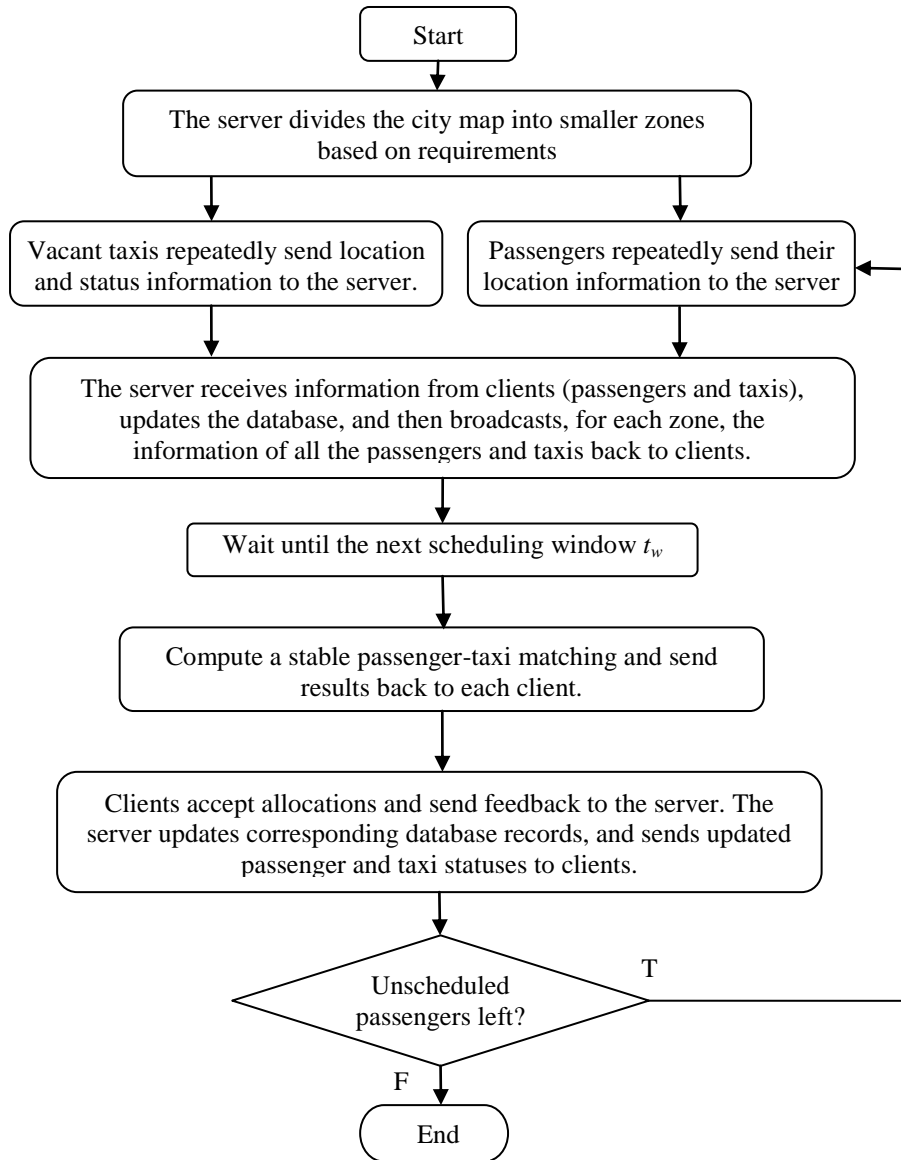 Start
The server divides the city map into smaller zones
based on requirements
Vacant taxis repeatedly send location
and status information to the server.
Passengers repeatedly send their
location information to the server
The server receives information from clients (passengers and taxis),
updates the database, and then broadcasts, for each zone, the
information of all the passengers and taxis back to clients.
Wait until the next scheduling window t_w
Compute a stable passenger-taxi matching and send
results back to each client.
Clients accept allocations and send feedback to the server. The
server updates corresponding database records, and sends updated
passenger and taxi statuses to clients.
Unscheduled
passengers left?
T
F
End